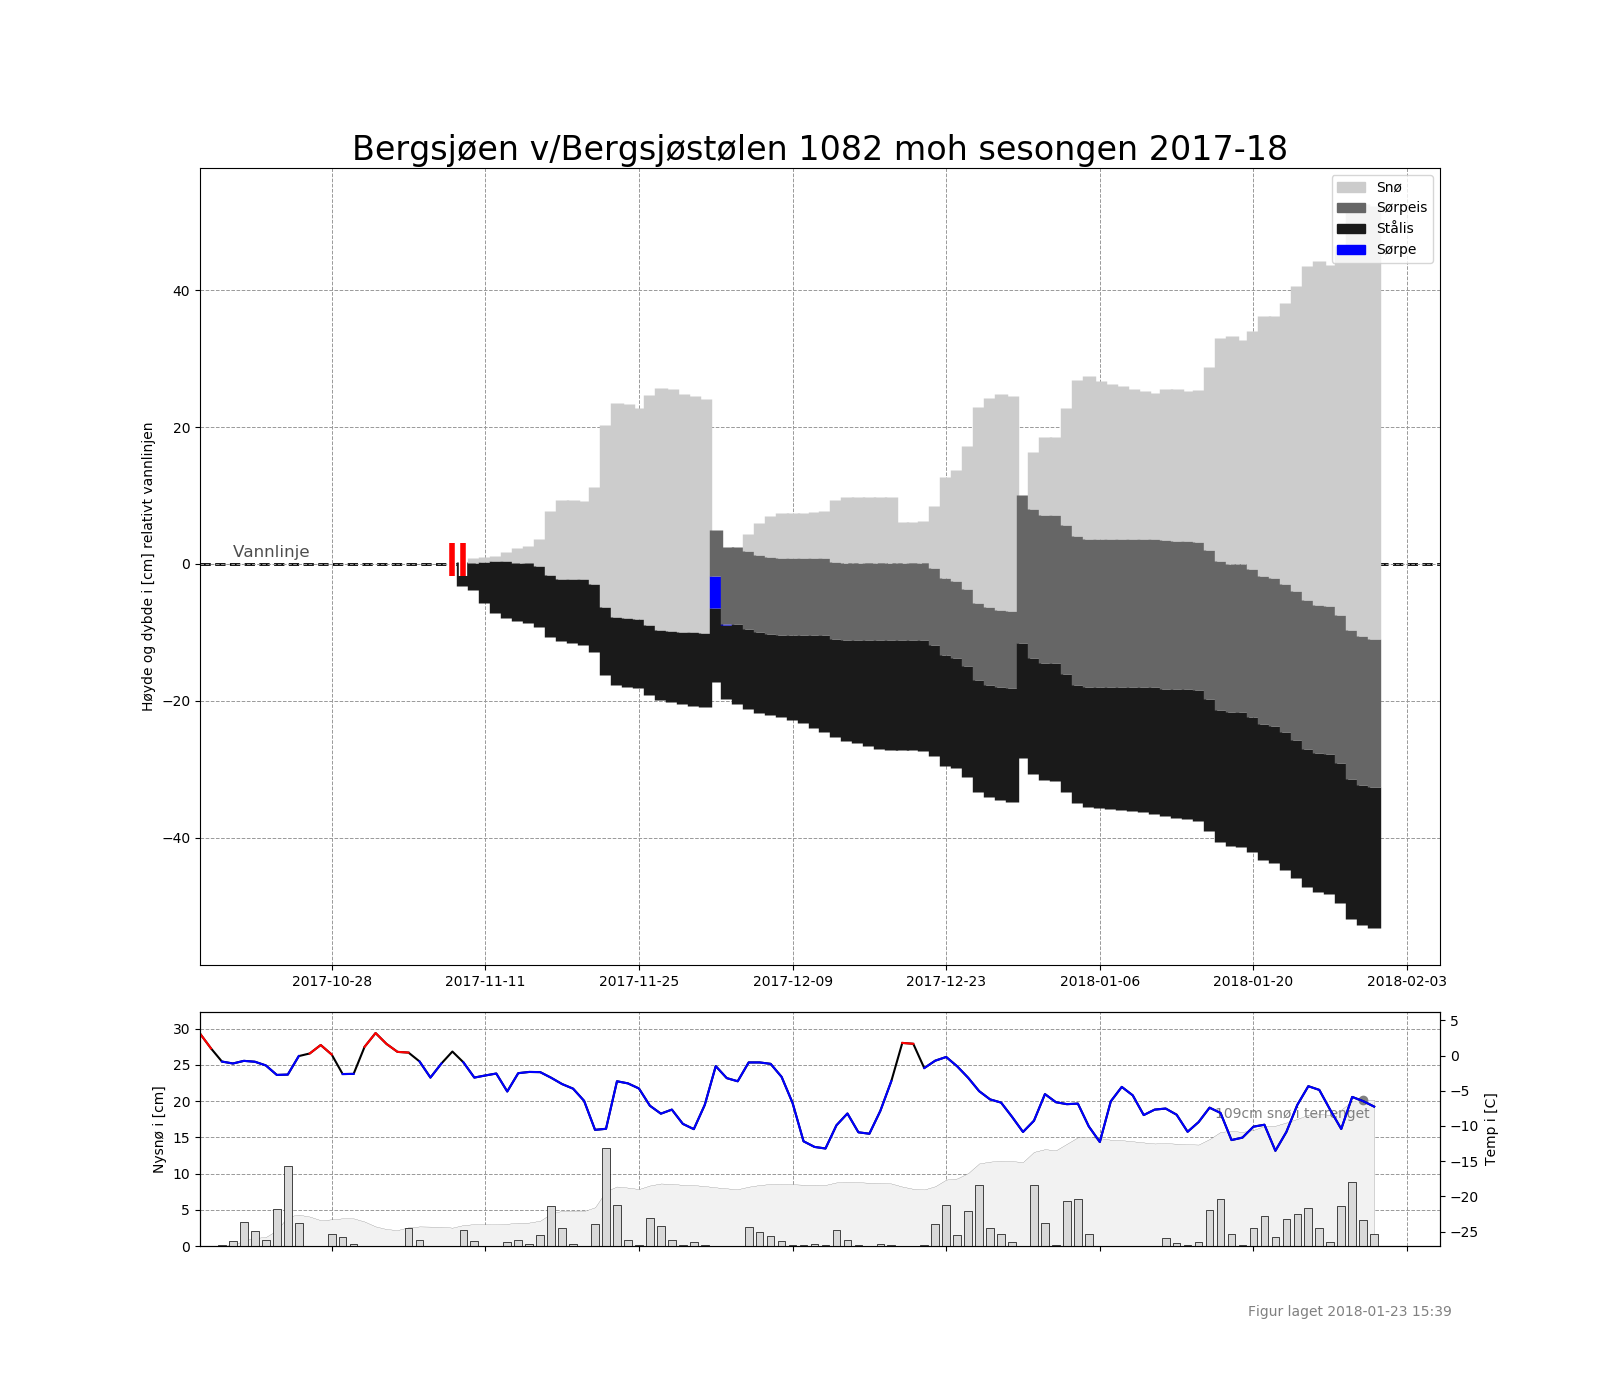 Bergsjøen v/Bergsjøstølen 1082 moh sesongen 2017-18
Snø
Sørpeis
Stålis
Sørpe
Høyde og dybde i [cm] relativt vannlinjen
40
20
0
−20
−40
Vannlinje
2017-10-28 2017-11-11 2017-11-25 2017-12-09 2017-12-23 2018-01-06 2018-01-20 2018-02-03
Nysnø i [cm]
30
25
20
15
10
5
0
109cm snø i terrenget
5
0
−5
−10
−15
−20
−25
Temp i [C]
Figur laget 2018-01-23 15:39